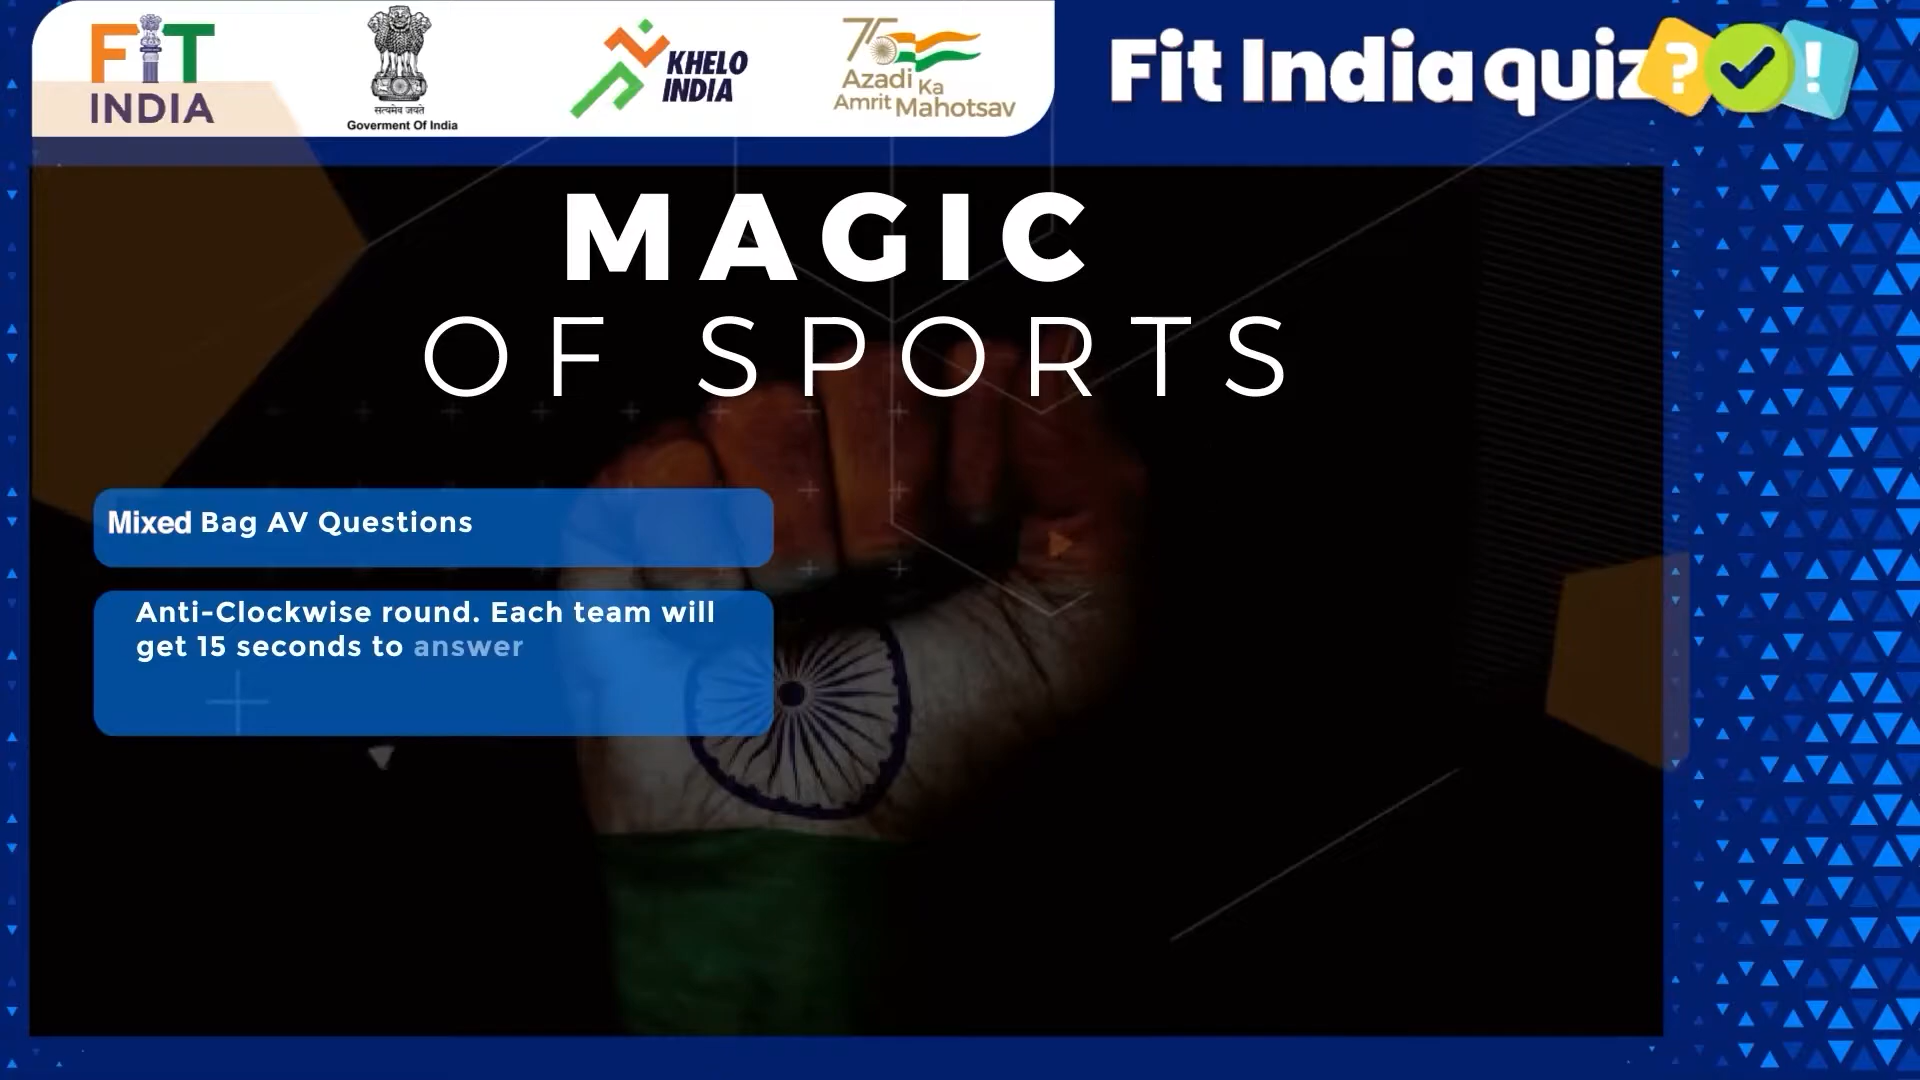 FIT
INDIA
सत्यमेव जयते
Goverment Of India
KHELO
INDIA
75
Azadi Ka
Amrit Mahotsav
Fit India quiz?!
MAGIC
OF SPORTS
Mixed Bag AV Questions
Anti-Clockwise round. Each team will
get 15 seconds to answer